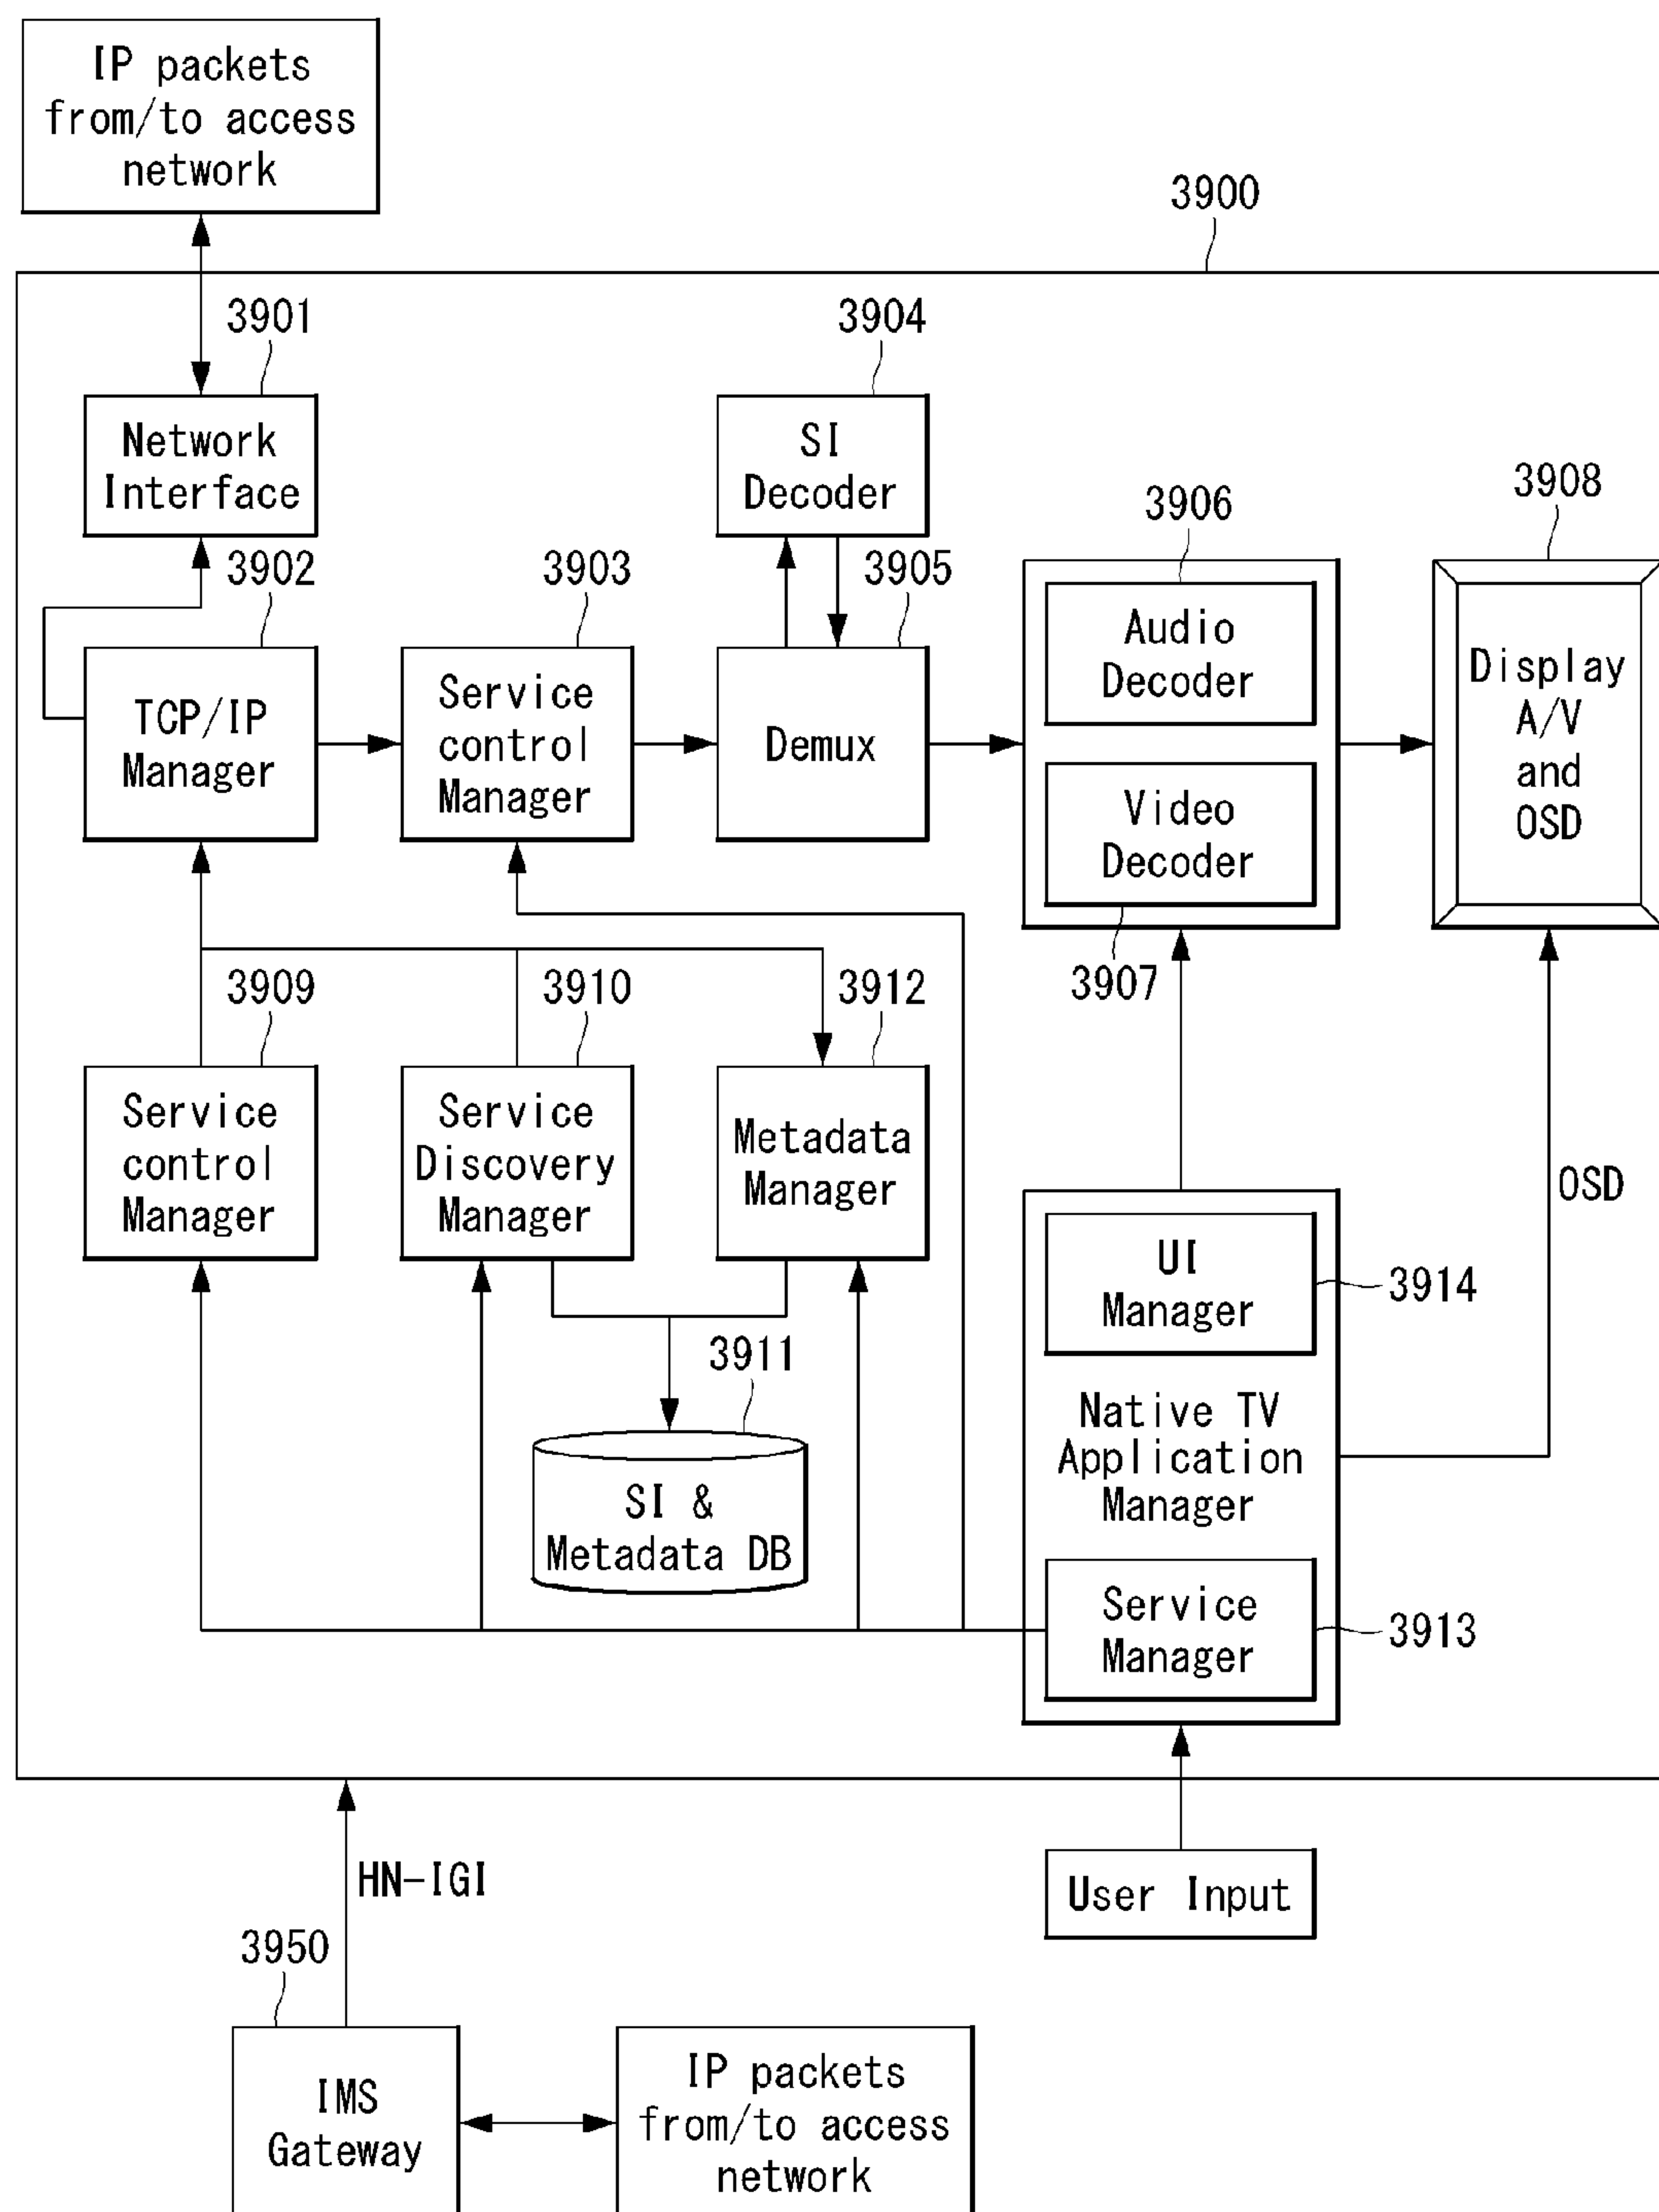 IP packets
from/to access
network
3900
3901
3904
Network
Interface
SI
Decoder
3908
3906
3902
3903
3905
Audio
Decoder
Display
A/V
and
OSD
TCP/IP
Manager
Service
control
Manager
Demux
Video
Decoder
3907
3909
3910
3912
Service
control
Manager
Service
Discovery
Manager
Metadata
Manager
OSD
UI
Manager
3914
3911
Native TV
Application
Manager
SI &
Metadata DB
Service
Manager
3913
HN-IGI
User Input
3950
IMS
Gateway
IP packets
from/to access
network